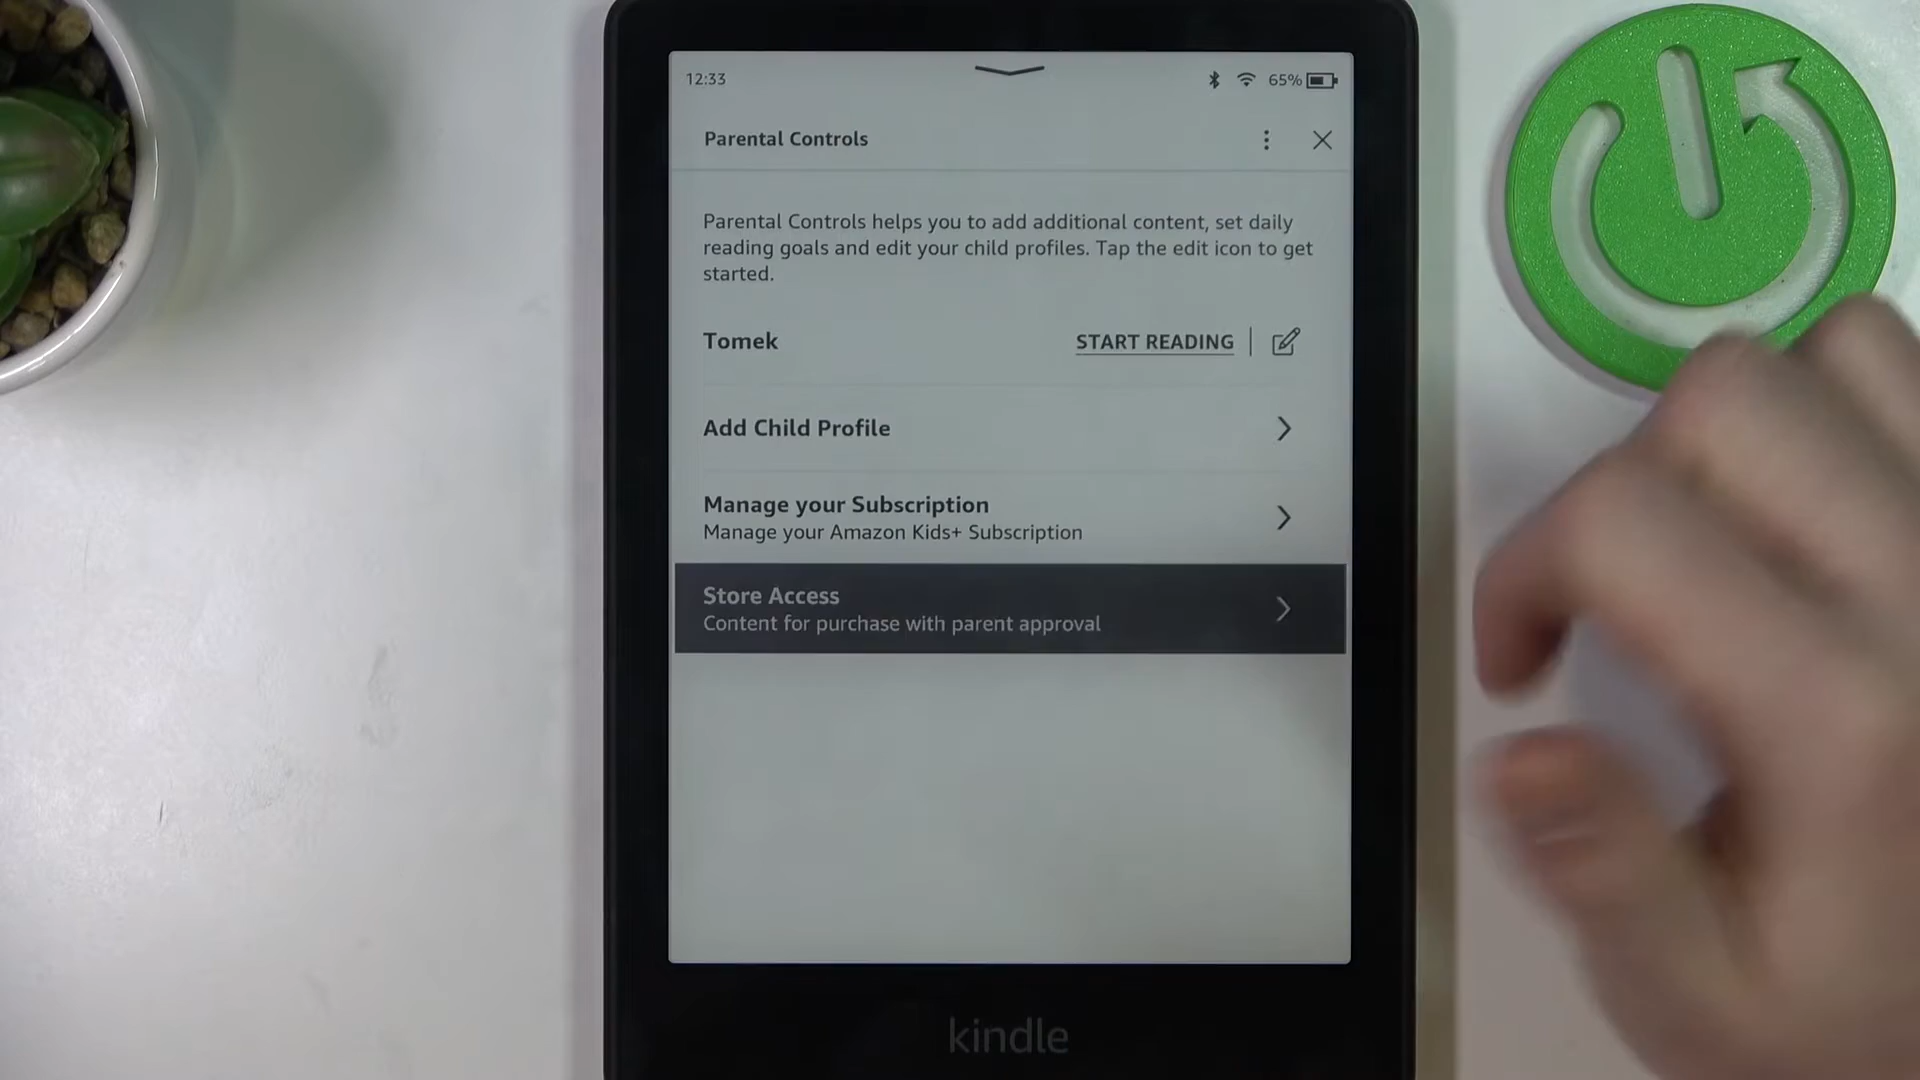 12:33
65%
Parental Controls
Parental Controls helps you to add additional content, set daily
reading goals and edit your child profiles. Tap the edit icon to get
started.
Tomek START READING
Add Child Profile
Manage your Subscription
Manage your Amazon Kids+ Subscription
Store Access
Content for purchase with parent approval
kindle